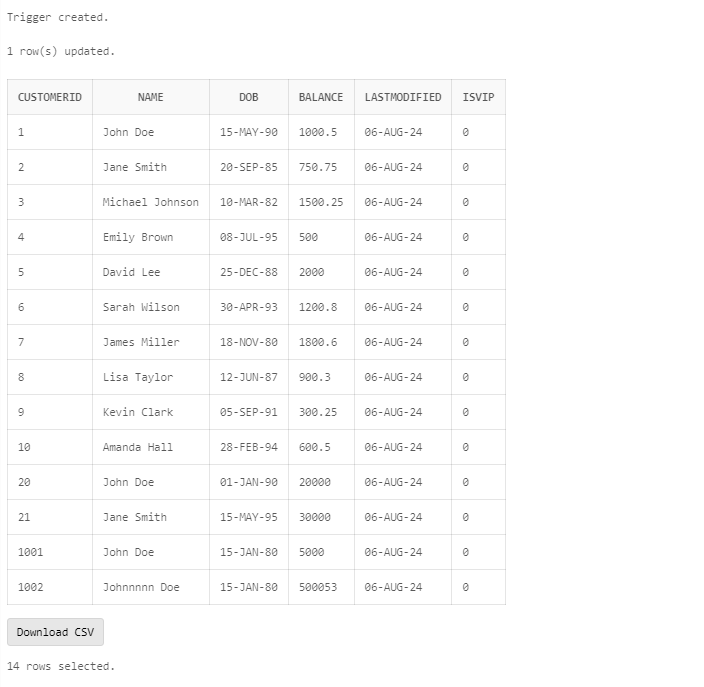 Trigger created.
1 row(s) updated.
CUSTOMERID NAME DOB BALANCE LASTMODIFIED ISVIP
1 John Doe 15-MAY-90 1000.5 06-AUG-24 0
2 Jane Smith 20-SEP-85 750.75 06-AUG-24 0
3 Michael Johnson 10-MAR-82 1500.25 06-AUG-24 0
4 Emily Brown 08-JUL-95 500 06-AUG-24 0
5 David Lee 25-DEC-88 2000 06-AUG-24 0
6 Sarah Wilson 30-APR-93 1200.8 06-AUG-24 0
7 James Miller 18-NOV-80 1800.6 06-AUG-24 0
8 Lisa Taylor 12-JUN-87 900.3 06-AUG-24 0
9 Kevin Clark 05-SEP-91 300.25 06-AUG-24 0
10 Amanda Hall 28-FEB-94 600.5 06-AUG-24 0
20 John Doe 01-JAN-90 20000 06-AUG-24 0
21 Jane Smith 15-MAY-95 30000 06-AUG-24 0
1001 John Doe 15-JAN-80 5000 06-AUG-24 0
1002 Johnnnnn Doe 15-JAN-80 500053 06-AUG-24 0
Download CSV
14 rows selected.